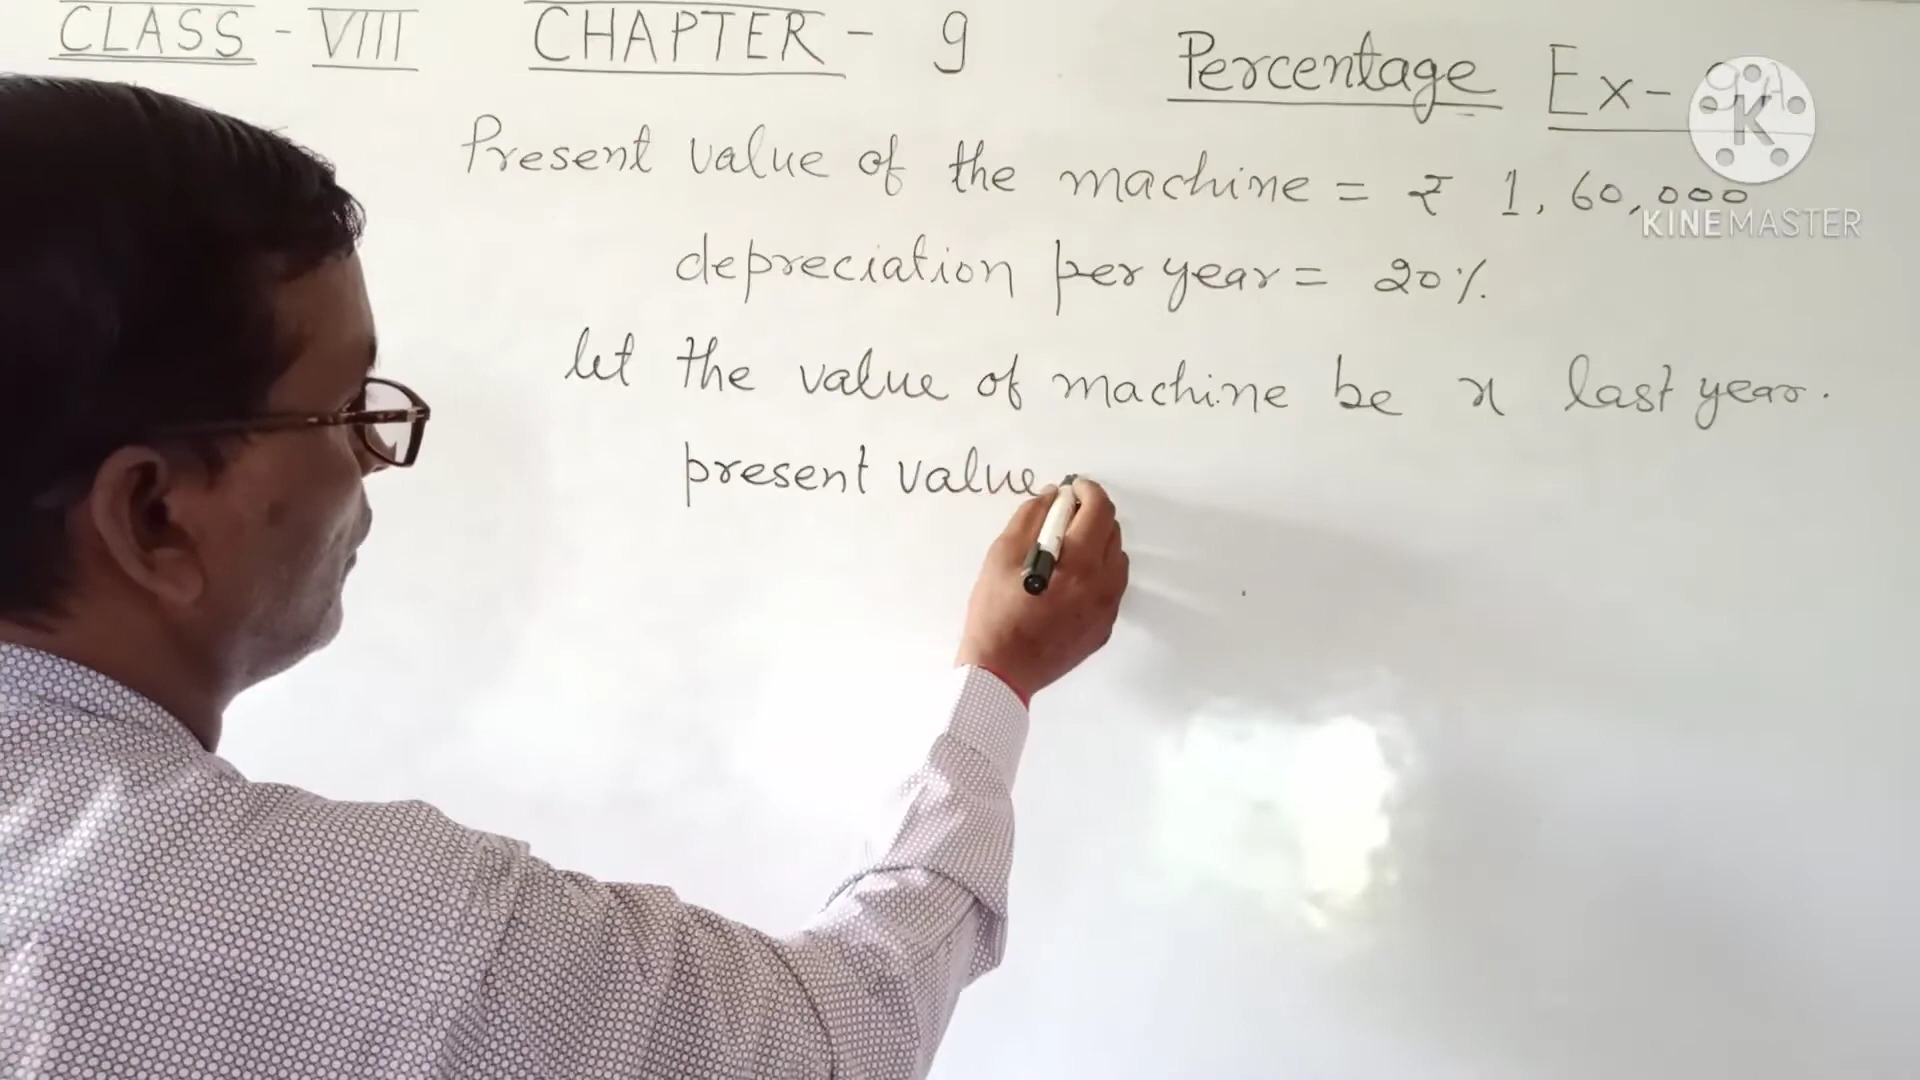 CLASS - VIII CHAPTER - 9 Percentage Ex-
Present value of the machine = ₹ 1,60,000
KINEMASTER
depreciation per year = 20%.
let the value of machine be x last year.
present value